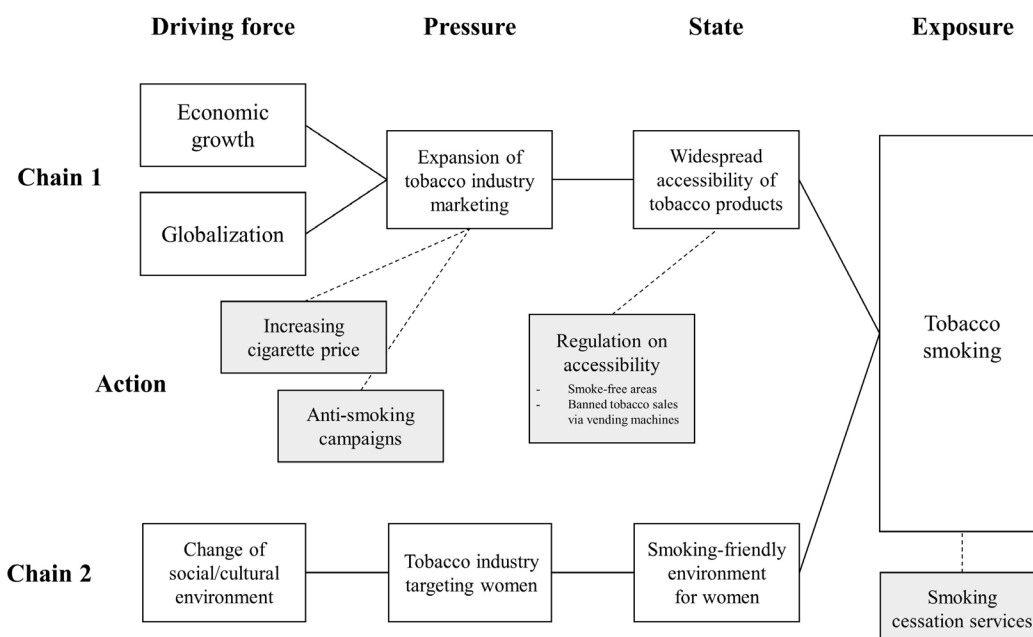 Driving force
Pressure
State
Exposure
Chain 1
Economic
growth
Globalization
Expansion of
tobacco industry
marketing
Widespread
accessibility of
tobacco products
Tobacco
smoking
Action
Increasing
cigarette price
Anti-smoking
campaigns
Regulation on
accessibility
- Smoke-free areas
- Banned tobacco sales
via vending machines
Chain 2
Change of
social/cultural
environment
Tobacco industry
targeting women
Smoking-friendly
environment
for women
Smoking
cessation services